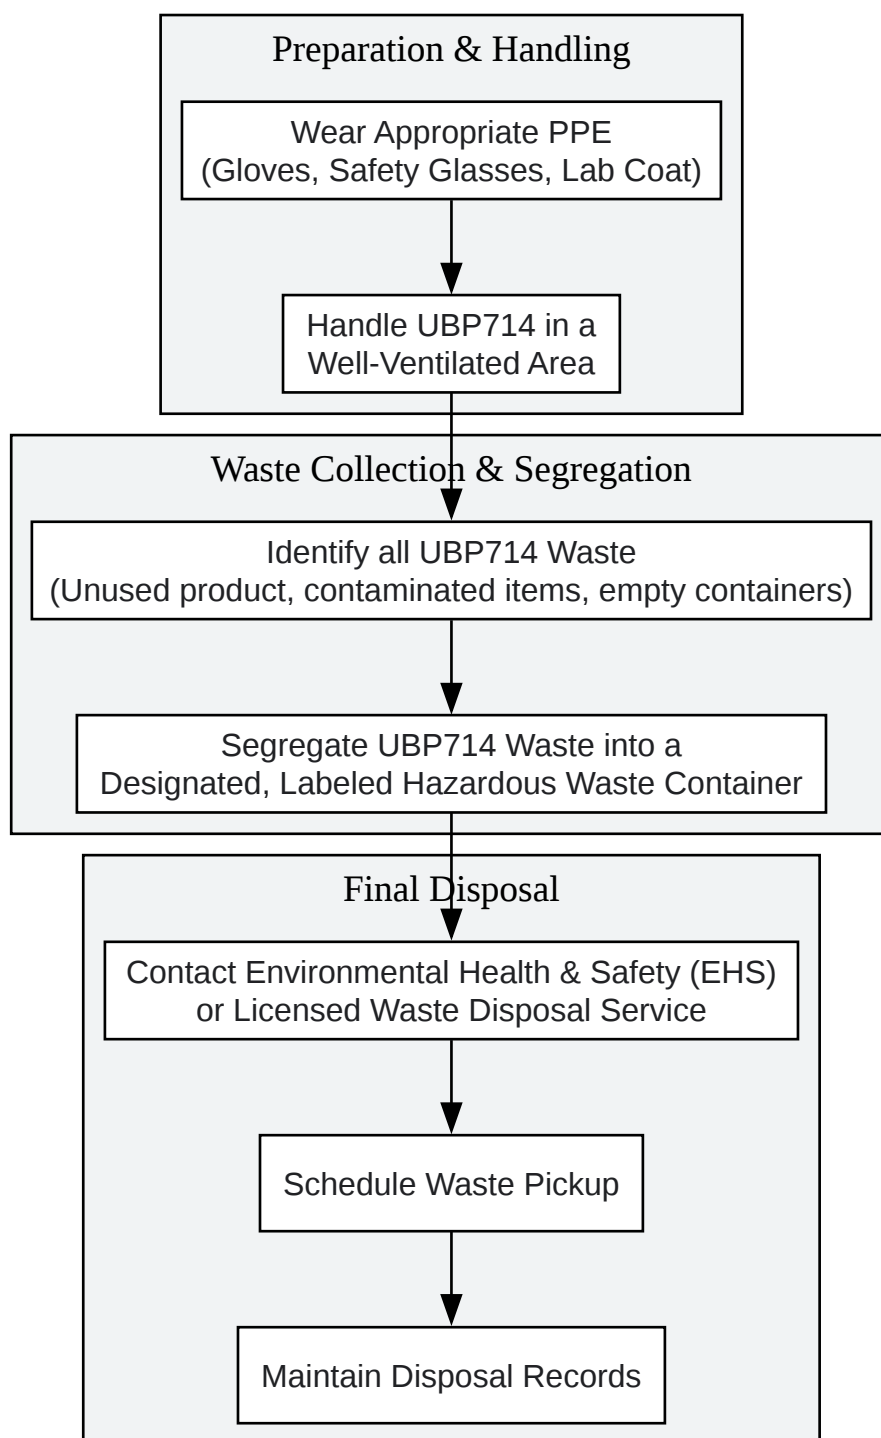 Preparation & Handling
Wear Appropriate PPE
(Gloves, Safety Glasses, Lab Coat)
Handle UBP714 in a
Well-Ventilated Area
Waste Collection & Segregation
Identify all UBP714 Waste
(Unused product, contaminated items, empty containers)
Segregate UBP714 Waste into a
Designated, Labeled Hazardous Waste Container
Final Disposal
Contact Environmental Health & Safety (EHS)
or Licensed Waste Disposal Service
Schedule Waste Pickup
Maintain Disposal Records